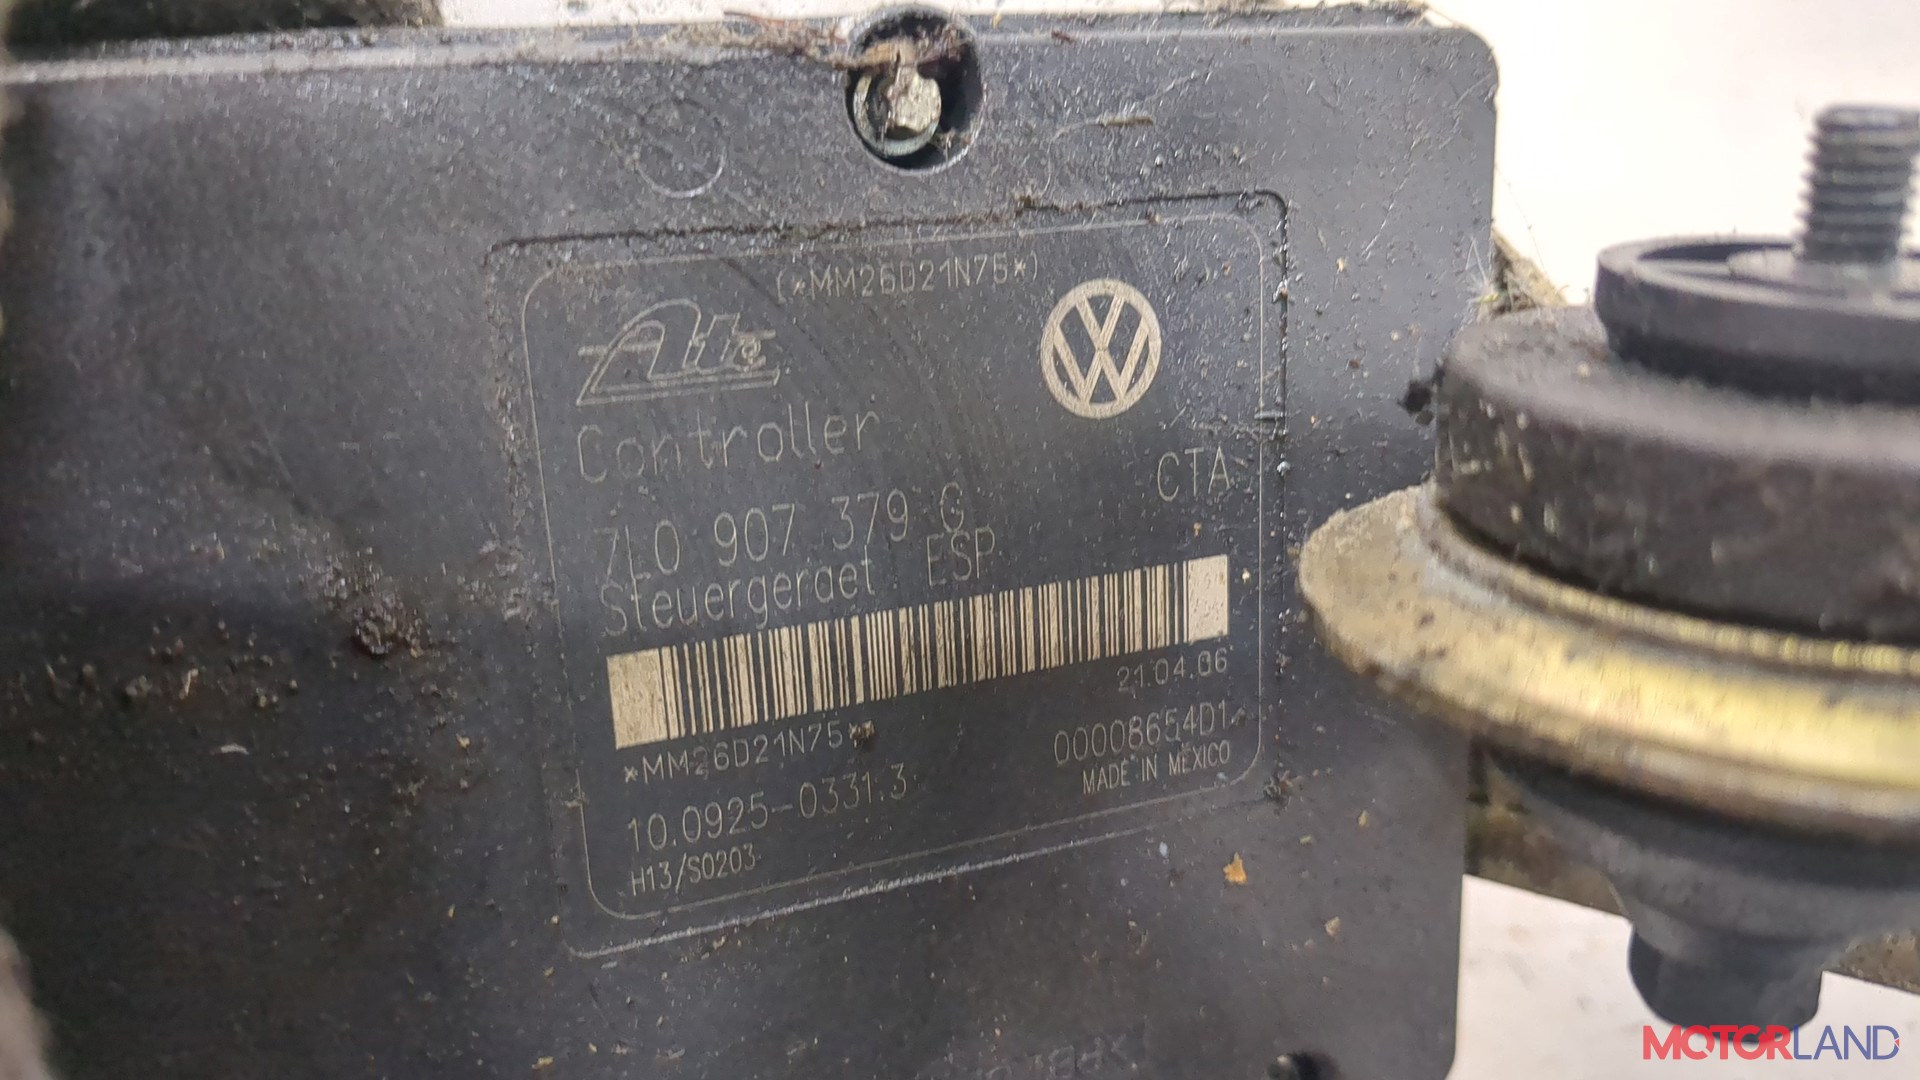 (*MM26D21N75*)
Ate
Controller
CTA
7L0 907 379 G
Steuergeraet ESP
21.04.06
*MM26D21N75*
00008654D1
MADE IN MEXICO
10.0925-0331.3
H13/S0203
MOTORLAND